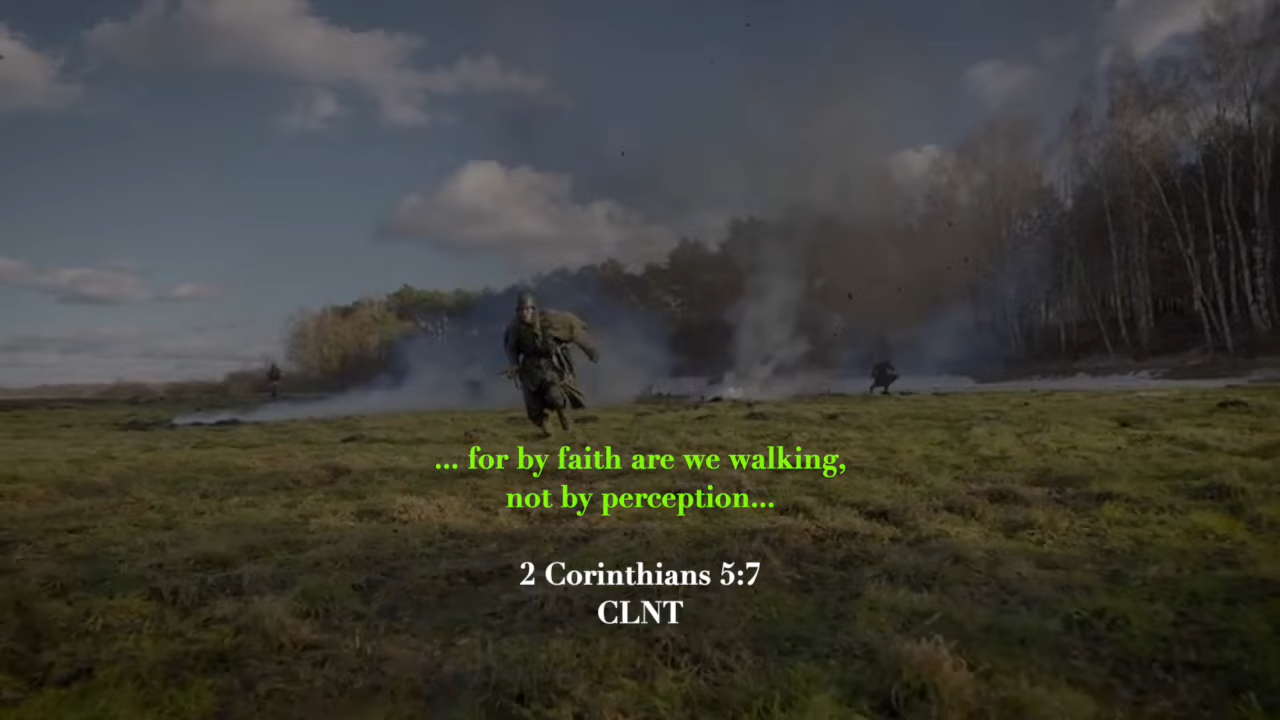 ... for by faith are we walking,
not by perception...
2 Corinthians 5:7
CLNT